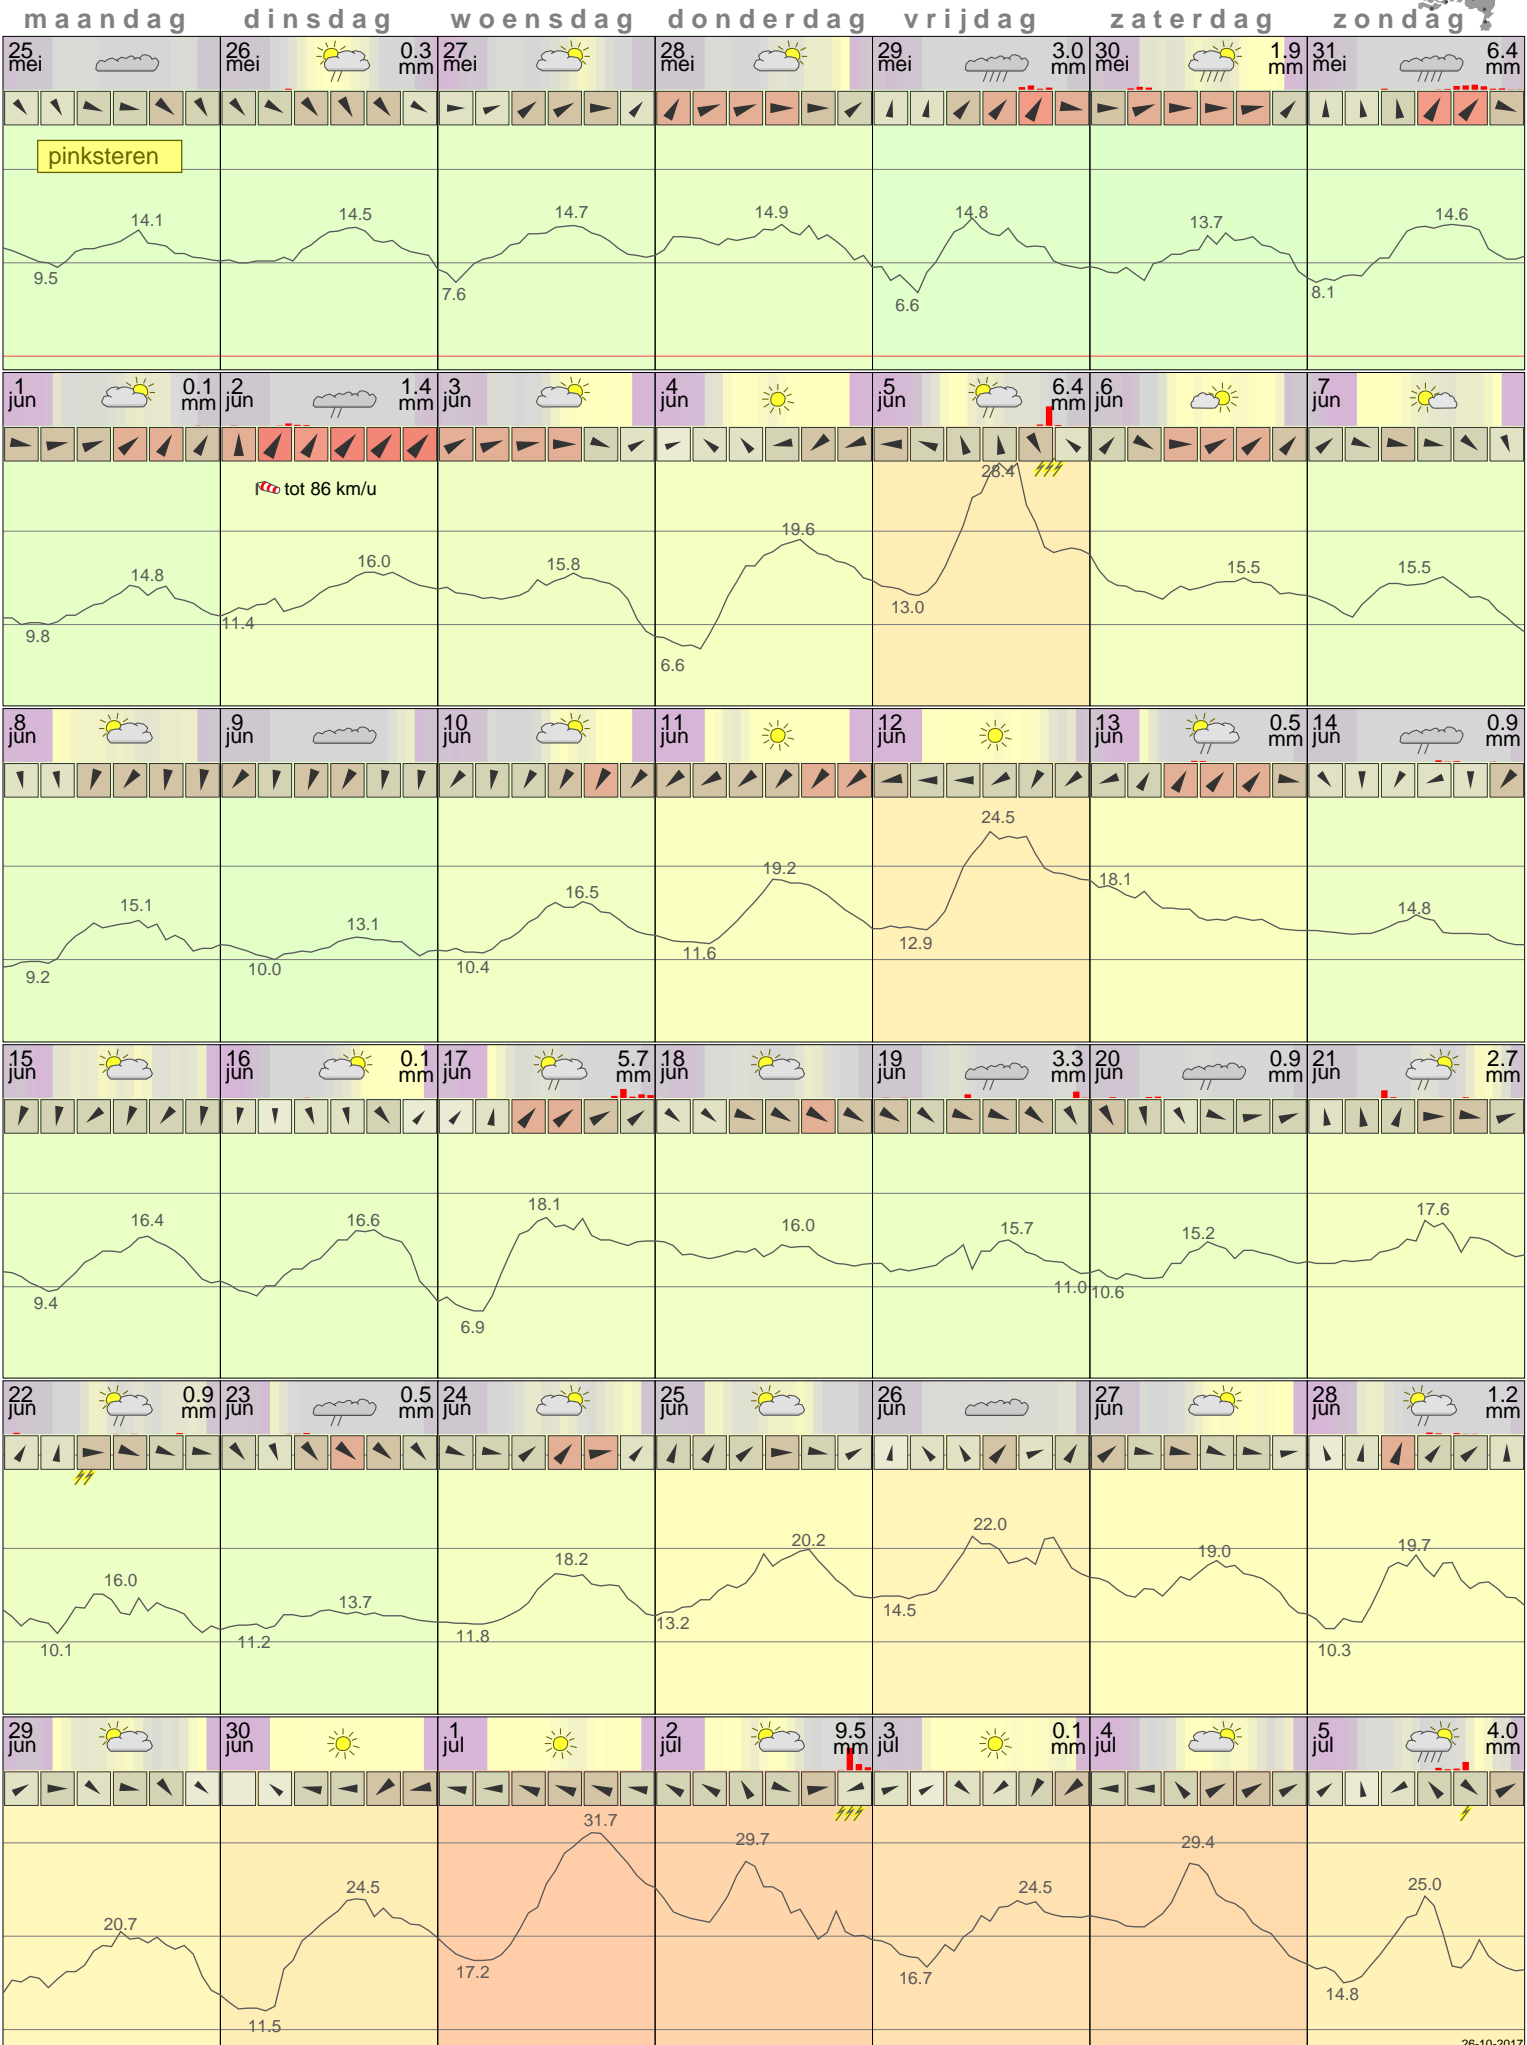 maandag dinsdag woensdag donderdag vrijdag zaterdag zondag
25 mei 26 mei 0.3 mm 27 mei 28 mei 29 mei 3.0 mm 30 mei 1.9 mm 31 mei 6.4 mm
pinksteren
14.1 14.5 14.7 14.9 14.8 13.7 14.6
9.5 7.6 6.6 8.1
1 jun 0.1 mm 2 jun 1.4 mm 3 jun 4 jun 5 jun 6.4 mm 6 jun 7 jun
28.4
tot 86 km/u
14.8 16.0 15.8 19.6 15.5 15.5
9.8 11.4 6.6 13.0
8 jun 9 jun 10 jun 11 jun 12 jun 13 jun 0.5 mm 14 jun 0.9 mm
15.1 13.1 16.5 19.2 24.5 18.1 14.8
9.2 10.0 10.4 11.6 12.9
15 jun 16 jun 0.1 mm 17 jun 5.7 mm 18 jun 19 jun 3.3 mm 20 jun 0.9 mm 21 jun 2.7 mm
16.4 16.6 18.1 16.0 15.7 15.2 17.6
9.4 6.9 11.0 10.6
22 jun 0.9 mm 23 jun 0.5 mm 24 jun 25 jun 26 jun 27 jun 28 jun 1.2 mm
16.0 13.7 18.2 20.2 22.0 19.0 19.7
10.1 11.2 11.8 13.2 14.5 10.3
29 jun 30 jun 1 jul 2 jul 9.5 mm 3 jul 0.1 mm 4 jul 5 jul 4.0 mm
20.7 24.5 31.7 29.7 24.5 29.4 25.0
11.5 17.2 16.7 14.8
26-10-2017